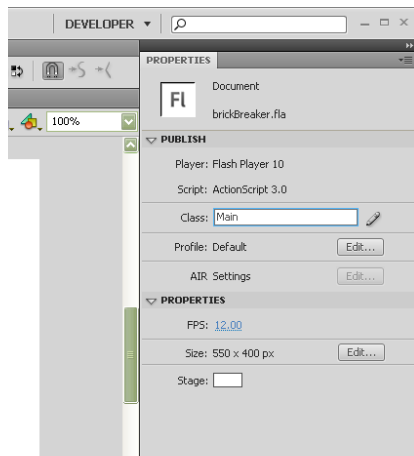 DEVELOPER
PROPERTIES
Fl
Document
brickBreaker.fla
100%
PUBLISH
Player: Flash Player 10
Script: ActionScript 3.0
Class: Main
Profile: Default Edit...
AIR Settings Edit...
PROPERTIES
FPS: 12.00
Size: 550 x 400 px Edit...
Stage: